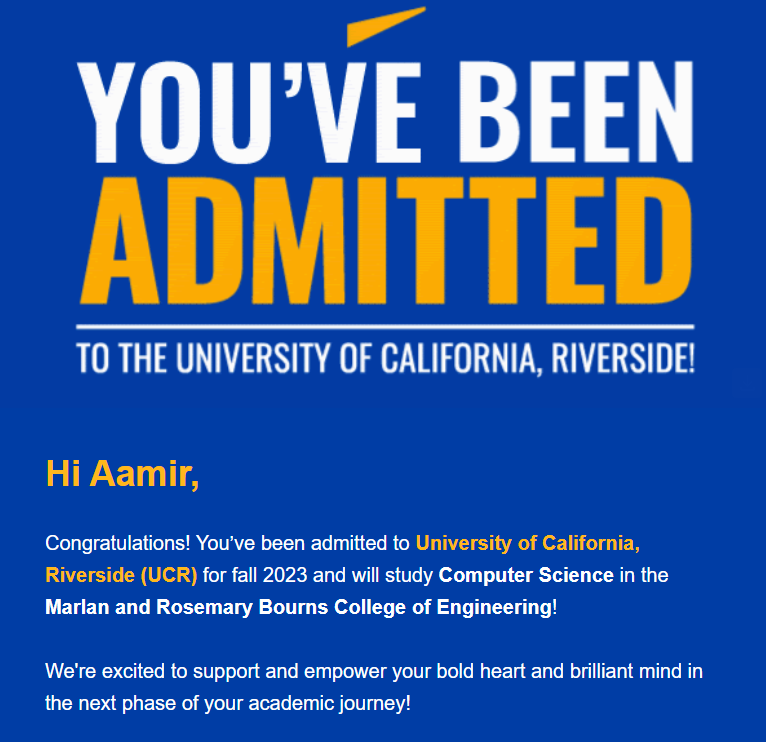 YOU’VE BEEN
ADMITTED
TO THE UNIVERSITY OF CALIFORNIA, RIVERSIDE!
Hi Aamir,
Congratulations! You’ve been admitted to University of California,
Riverside (UCR) for fall 2023 and will study Computer Science in the
Marlan and Rosemary Bourns College of Engineering!
We're excited to support and empower your bold heart and brilliant mind in
the next phase of your academic journey!